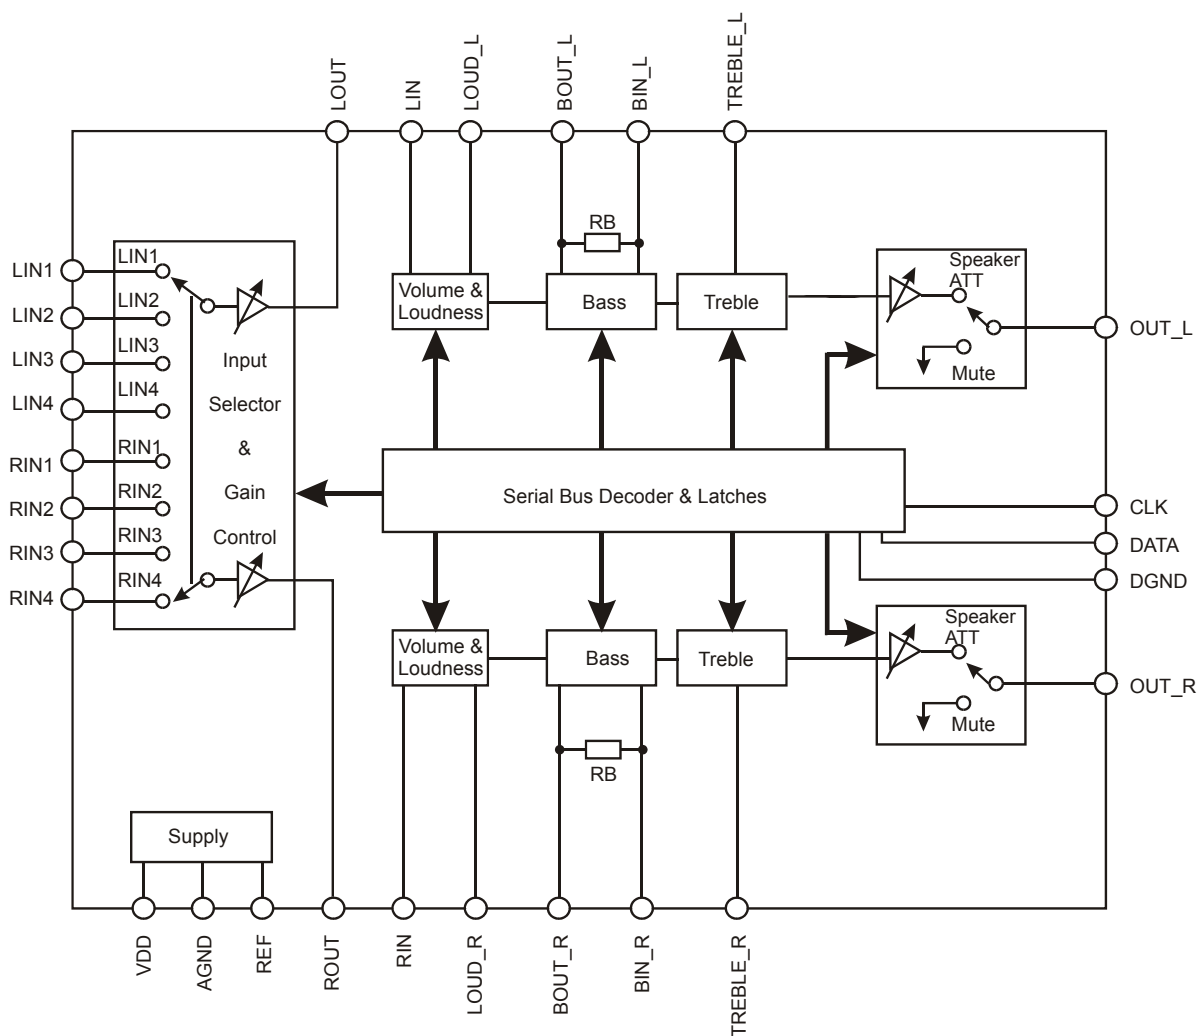 LOUT
LIN
LOUD_L
BOUT_L
BIN_L
TREBLE_L
RB
LIN1
LIN2
LIN3
LIN4
RIN1
RIN2
RIN3
RIN4
LIN1
LIN2
LIN3
LIN4
RIN1
RIN2
RIN3
RIN4
Input
Selector
&
Gain
Control
Volume &
Loudness
Bass
Treble
Speaker
ATT
Mute
OUT_L
Serial Bus Decoder & Latches
CLK
DATA
DGND
Volume &
Loudness
Bass
Treble
Speaker
ATT
Mute
OUT_R
RB
Supply
VDD
AGND
REF
ROUT
RIN
LOUD_R
BOUT_R
BIN_R
TREBLE_R